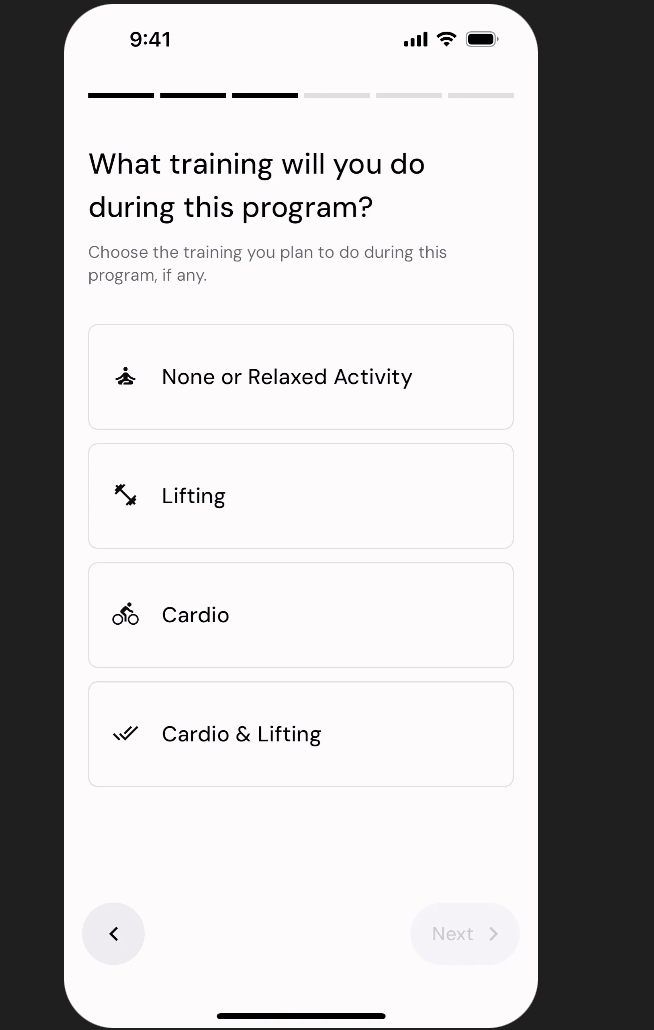 9:41
What training will you do
during this program?
Choose the training you plan to do during this
program, if any.
None or Relaxed Activity
Lifting
Cardio
Cardio & Lifting
Next